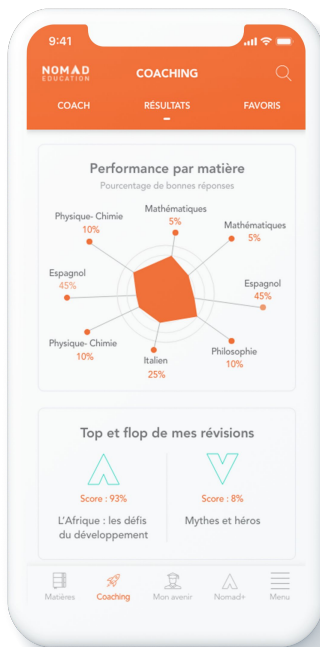 9:41
NOMAD
EDUCATION
COACHING
COACH RÉSULTATS FAVORIS
Performance par matière
Pourcentage de bonnes réponses
Mathématiques
5%
Physique- Chimie
10%
Mathématiques
5%
Espagnol
45%
Espagnol
45%
Physique- Chimie
10%
Italien
25%
Philosophie
10%
Top et flop de mes révisions
Score : 93%
L'Afrique : les défis
du développement
Score : 8%
Mythes et héros
Matières Coaching Mon avenir Nomad+ Menu